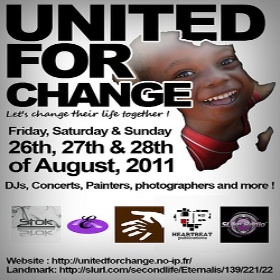 UNITED
FOR
CHANGE
Let's change their life together !
Friday, Saturday & Sunday
26th, 27th & 28th
of August, 2011
DJs, Concerts, Painters, photographers and more !
HEARTBEAT
Website : http://unitedforchange.no-ip.fr/
Landmark: http://slurl.com/secondlife/Eternalis/139/221/22